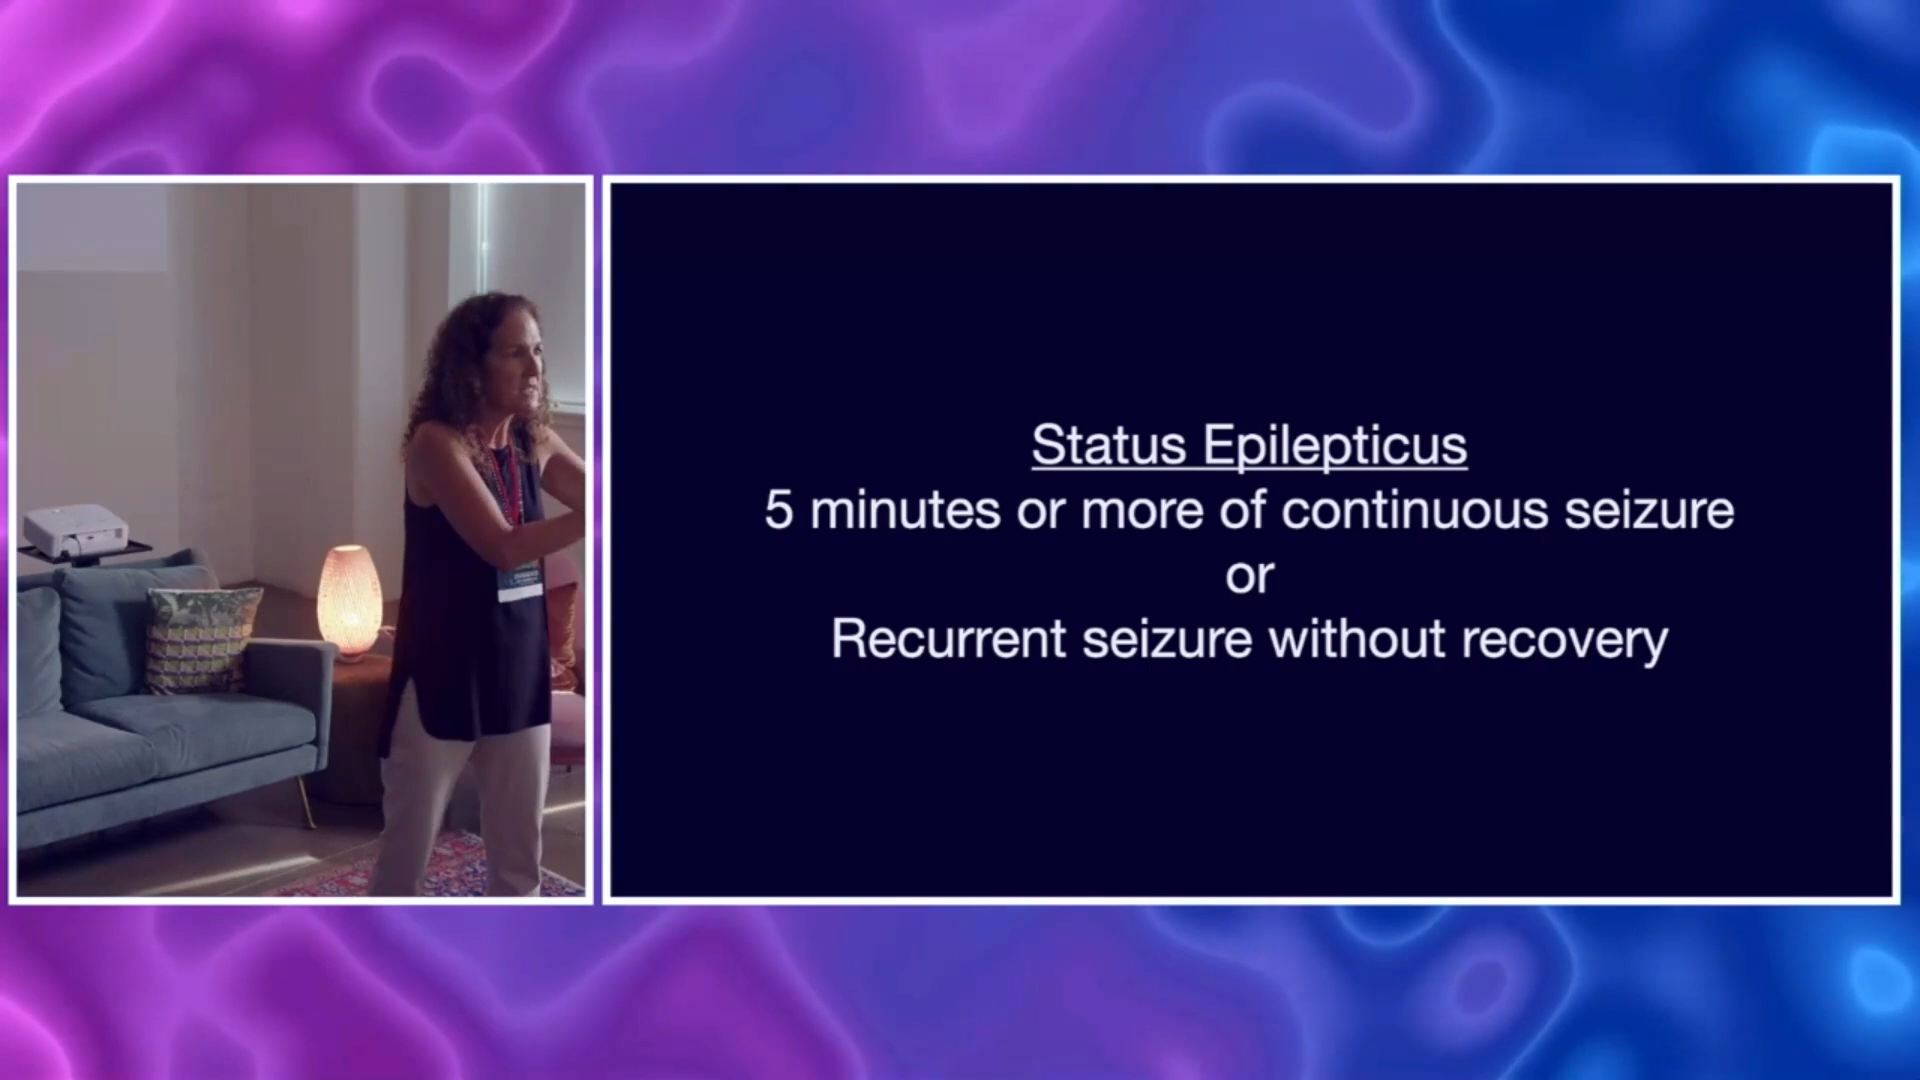 Status Epilepticus
5 minutes or more of continuous seizure
or
Recurrent seizure without recovery